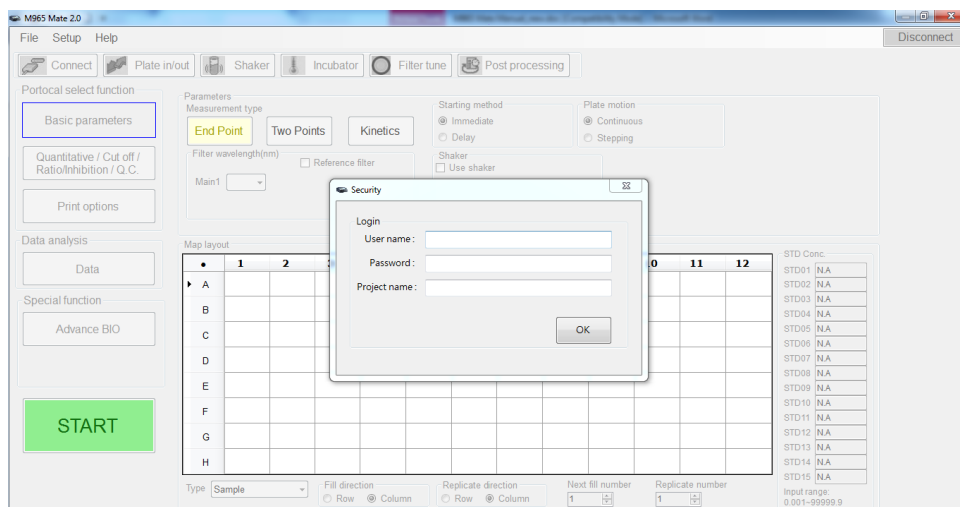 M965 Mate 2.0
File Setup Help
Disconnect
Connect Plate in/out Shaker Incubator Filter tune Post processing
Portocal select function
Basic parameters
Quantitative / Cut off /
Ratio/Inhibition / Q.C.
Print options
Data analysis
Data
Special function
Advance BIO
START
Parameters
Measurement type
End Point Two Points Kinetics
Filter wavelength(nm)
Reference filter
Main1
Starting method
Immediate
Delay
Plate motion
Continuous
Stepping
Shaker
Use shaker
Security
Login
User name :
Password :
Project name :
OK
Map layout
1 2 11 12
A
B
C
D
E
F
G
H
Type Sample
Fill direction
Row Column
Replicate direction
Row Column
Next fill number
1
Replicate number
1
STD Conc.
STD01 N.A
STD02 N.A
STD03 N.A
STD04 N.A
STD05 N.A
STD06 N.A
STD07 N.A
STD08 N.A
STD09 N.A
STD10 N.A
STD11 N.A
STD12 N.A
STD13 N.A
STD14 N.A
STD15 N.A
Input range:
0.001~99999.9